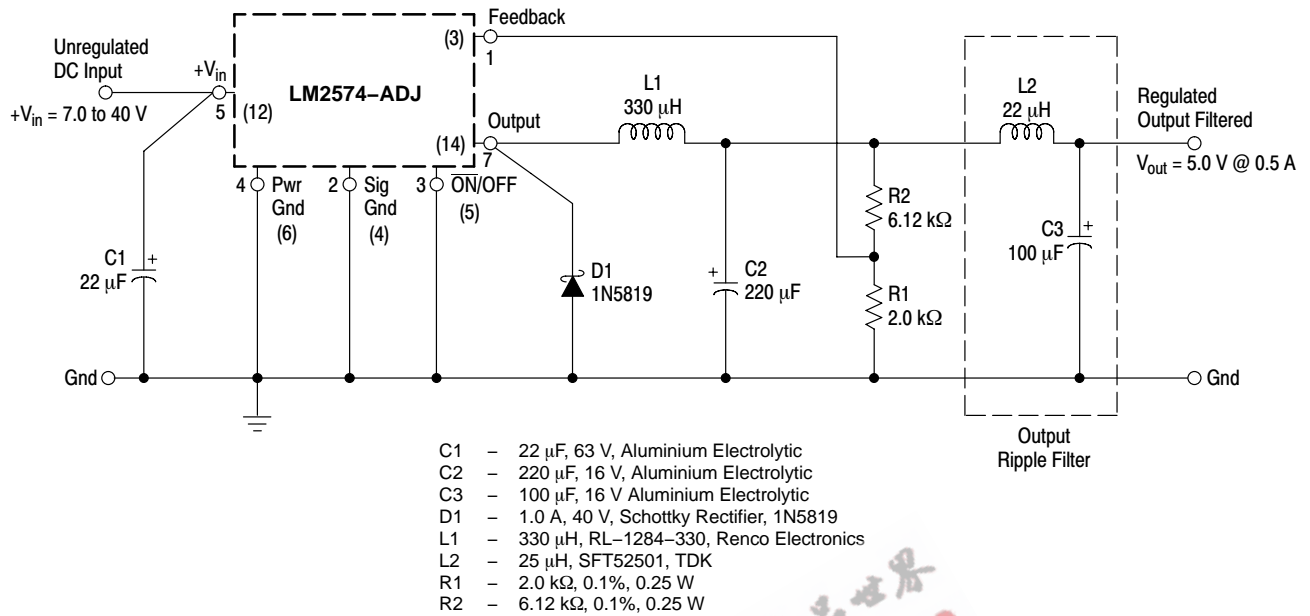 Feedback
(3)
1
Unregulated
DC Input
+Vin
LM2574–ADJ
+Vin = 7.0 to 40 V
5
(12)
Output
(14)
7
L1
330 μH
L2
22 μH
Regulated
Output Filtered
Vout = 5.0 V @ 0.5 A
4 Pwr
Gnd
(6)
2 Sig
Gnd
(4)
3 ON/OFF
(5)
R2
6.12 kΩ
C1
22 μF
+
D1
1N5819
+
C2
220 μF
R1
2.0 kΩ
C3
100 μF
+
Gnd
Gnd
Output
Ripple Filter
C1 – 22 μF, 63 V, Aluminium Electrolytic
C2 – 220 μF, 16 V, Aluminium Electrolytic
C3 – 100 μF, 16 V Aluminium Electrolytic
D1 – 1.0 A, 40 V, Schottky Rectifier, 1N5819
L1 – 330 μH, RL–1284–330, Renco Electronics
L2 – 25 μH, SFT52501, TDK
R1 – 2.0 kΩ, 0.1%, 0.25 W
R2 – 6.12 kΩ, 0.1%, 0.25 W